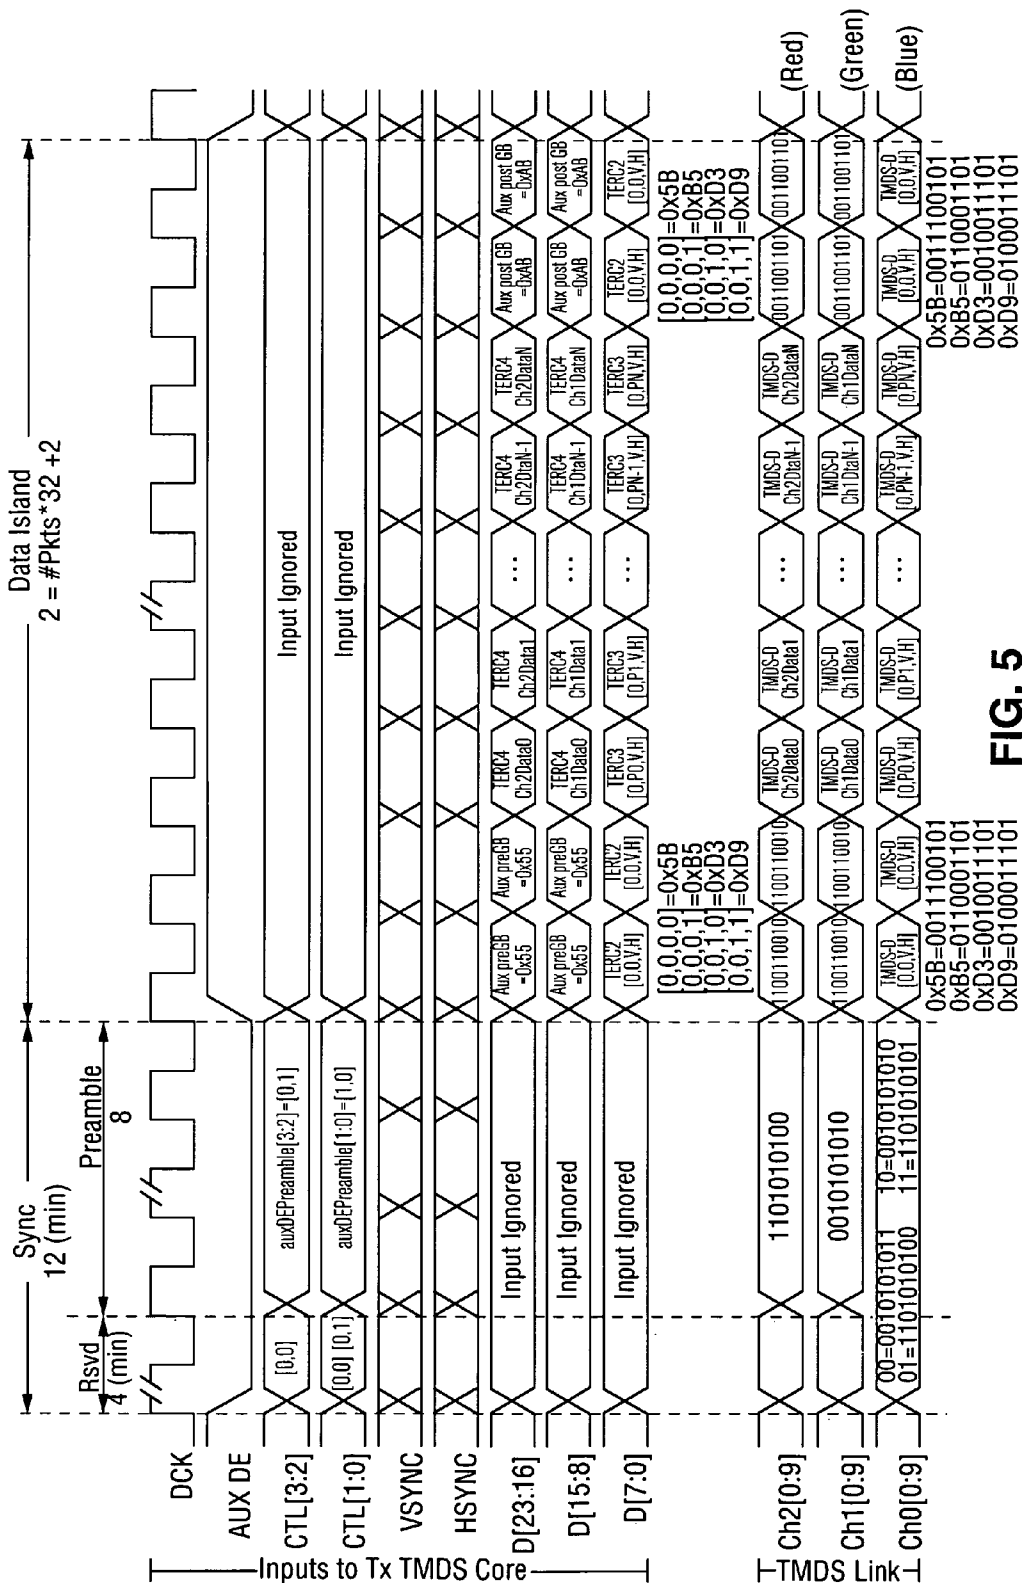 Sync
12 (min)
Data Island
2 = #Pkts*32 +2
Rsvd
4 (min)
Preamble
8
Inputs to Tx TMDS Core
DCK
AUX DE
CTL[3:2]
[0,0]
auxDEPreamble[3:2]=[0,1]
Input Ignored
CTL[1:0]
[0,0] [0,1]
auxDEPreamble[1:0]=[1,0]
Input Ignored
VSYNC
HSYNC
D[23:16]
Input Ignored
Aux preGB =0x55
Aux preGB =0x55
TERC4 Ch2Data0
TERC4 Ch2Data1
...
TERC4 Ch2DtaN-1
TERC4 Ch2DataN
Aux post GB =0xAB
Aux post GB =0xAB
D[15:8]
Input Ignored
Aux preGB =0x55
Aux preGB =0x55
TERC4 Ch1Data0
TERC4 Ch1Data1
...
TERC4 Ch1DtaN-1
TERC4 Ch1DataN
Aux post GB =0xAB
Aux post GB =0xAB
D[7:0]
Input Ignored
TERC2 [0,0,V,H]
TERC2 [0,0,V,H]
TERC3 [0,P0,V,H]
TERC3 [0,P1,V,H]
...
TERC3 [0,PN-1,V,H]
TERC3 [0,PN,V,H]
TERC2 [0,0,V,H]
TERC2 [0,0,V,H]
[0,0,0,0]=0x5B
[0,0,0,1]=0xB5
[0,0,1,0]=0xD3
[0,0,1,1]=0xD9
[0,0,0,0]=0x5B
[0,0,0,1]=0xB5
[0,0,1,0]=0xD3
[0,0,1,1]=0xD9
TMDS Link
Ch2[0:9]
1101010100
1100110010
1100110010
TMDS-D Ch2Data0
TMDS-D Ch2Data1
...
TMDS-D Ch2DtaN-1
TMDS-D Ch2DataN
0011001101
0011001101
(Red)
Ch1[0:9]
0010101010
1100110010
1100110010
TMDS-D Ch1Data0
TMDS-D Ch1Data1
...
TMDS-D Ch1DtaN-1
TMDS-D Ch1DataN
0011001101
0011001101
(Green)
Ch0[0:9]
00=0010101011 10=0010101010
01=1101010100 11=1101010101
TMDS-D [0,0,V,H]
TMDS-D [0,0,V,H]
TMDS-D [0,P0,V,H]
TMDS-D [0,P1,V,H]
...
TMDS-D [0,PN-1,V,H]
TMDS-D [0,PN,V,H]
TMDS-D [0,0,V,H]
TMDS-D [0,0,V,H]
(Blue)
0x5B=0011100101
0xB5=0110001101
0xD3=0010011101
0xD9=0100011101
0x5B=0011100101
0xB5=0110001101
0xD3=0010011101
0xD9=0100011101
FIG. 5